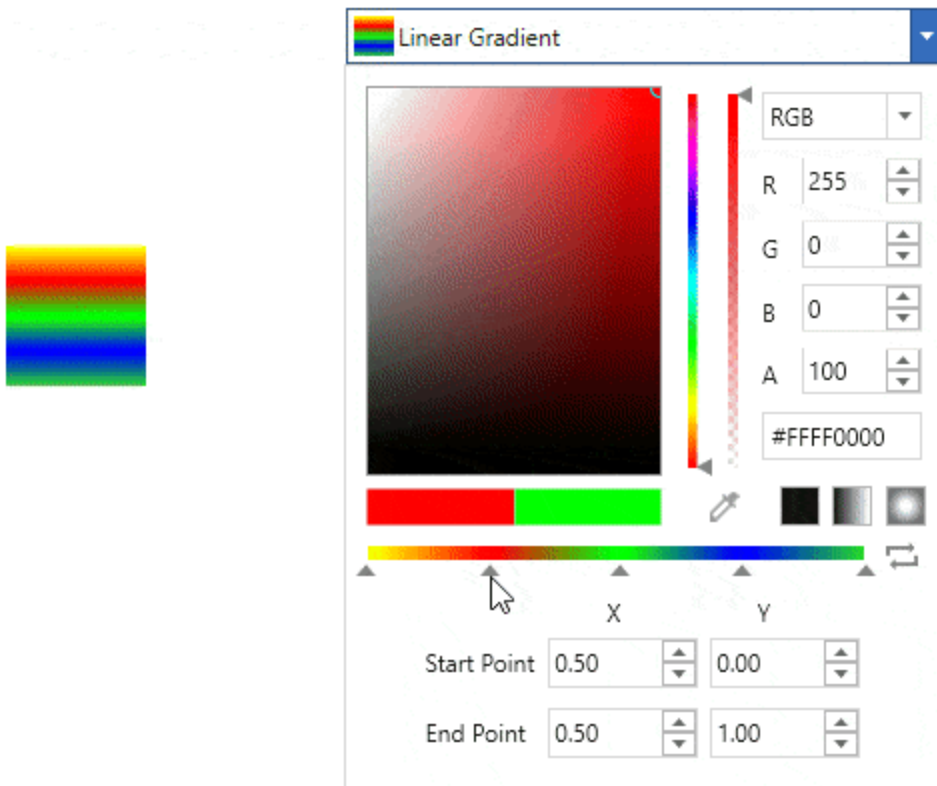 Linear Gradient
RGB
R 255
G 0
B 0
A 100
#FFFF0000
X Y
Start Point 0.50 0.00
End Point 0.50 1.00